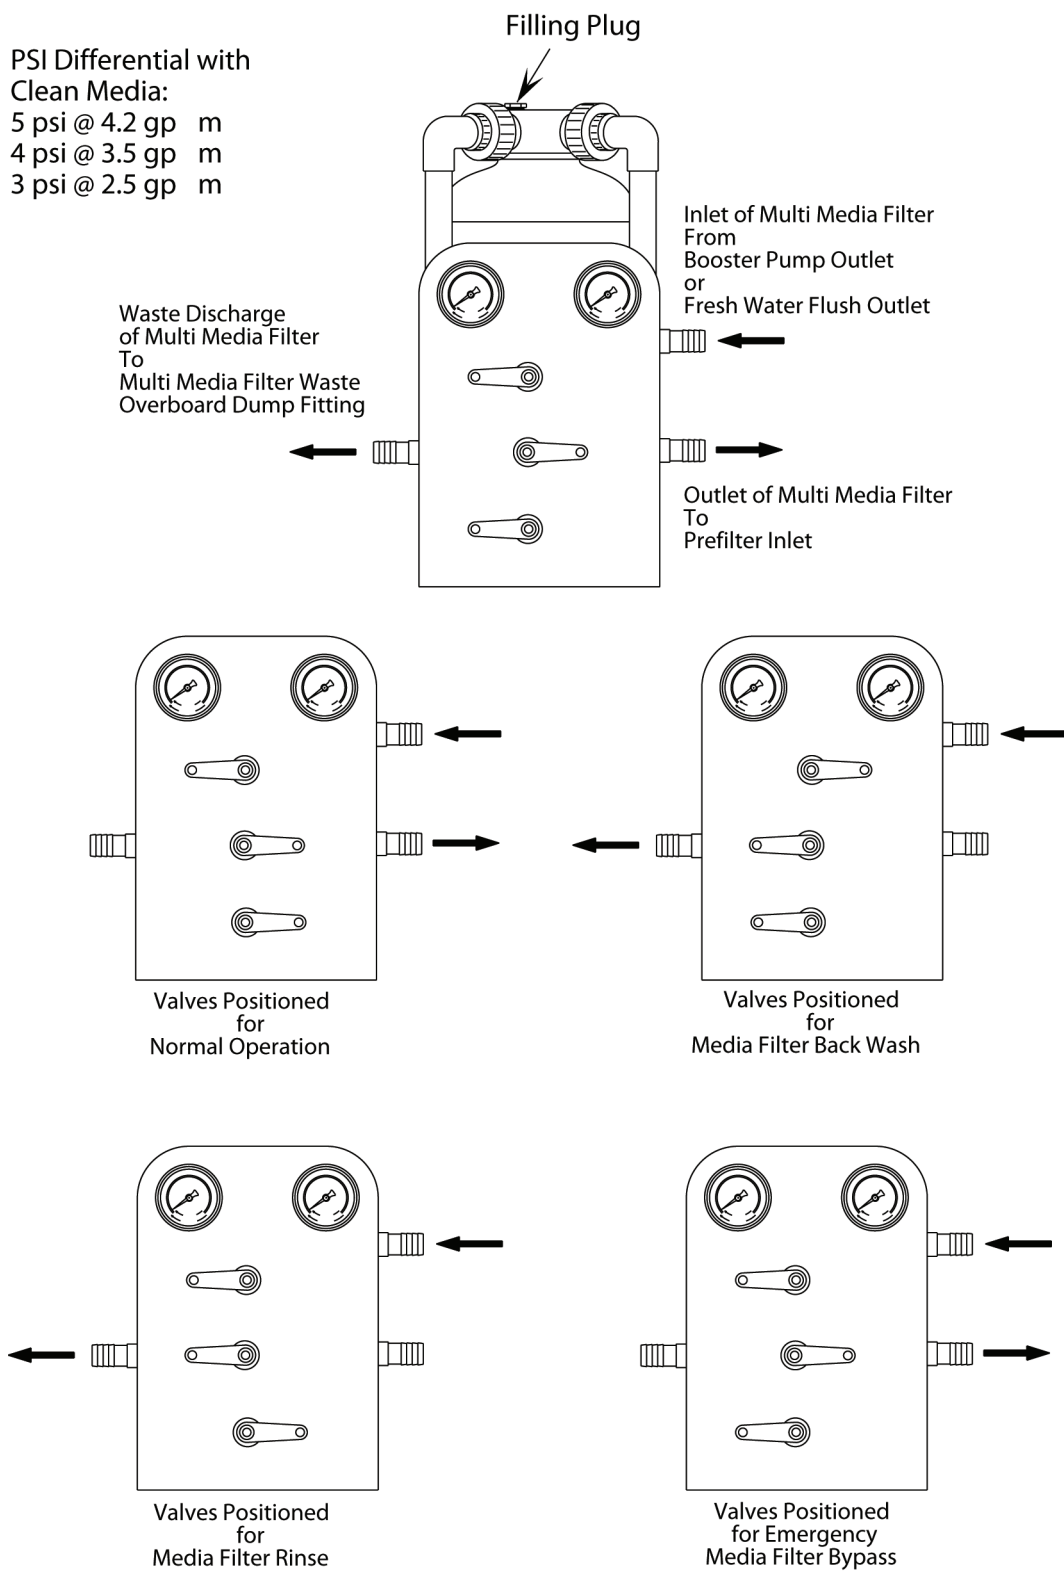 Filling Plug
PSI Differential with
Clean Media:
5 psi @ 4.2 gp m
4 psi @ 3.5 gp m
3 psi @ 2.5 gp m
Inlet of Multi Media Filter
From
Booster Pump Outlet
or
Fresh Water Flush Outlet
Waste Discharge
of Multi Media Filter
To
Multi Media Filter Waste
Overboard Dump Fitting
Outlet of Multi Media Filter
To
Prefilter Inlet
Valves Positioned
for
Normal Operation
Valves Positioned
for
Media Filter Back Wash
Valves Positioned
for
Media Filter Rinse
Valves Positioned
for Emergency
Media Filter Bypass